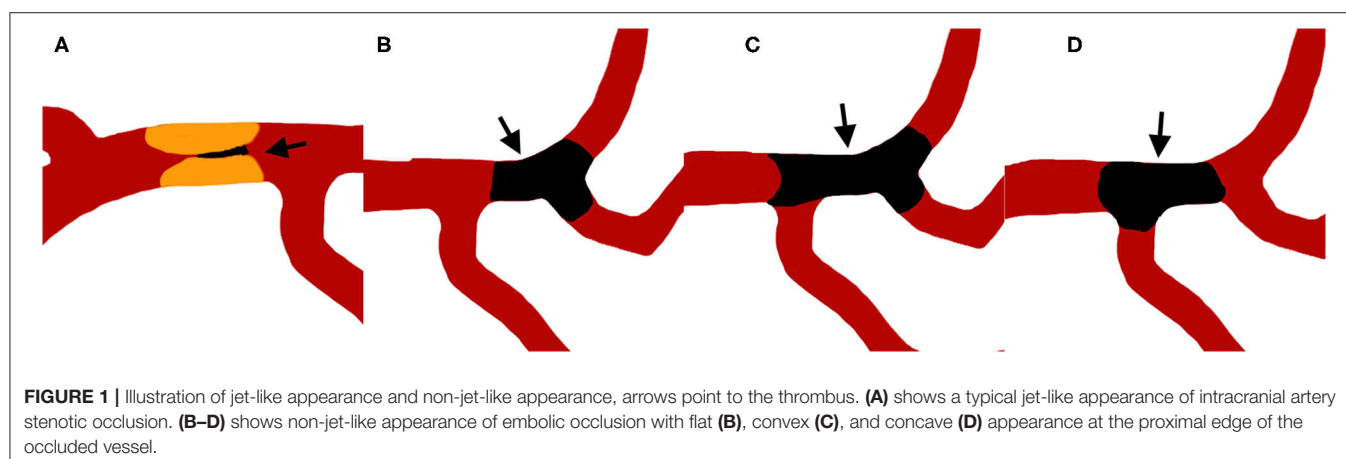 A
B
C
D
FIGURE 1 | Illustration of jet-like appearance and non-jet-like appearance, arrows point to the thrombus. (A) shows a typical jet-like appearance of intracranial artery
stenotic occlusion. (B–D) shows non-jet-like appearance of embolic occlusion with flat (B), convex (C), and concave (D) appearance at the proximal edge of the
occluded vessel.